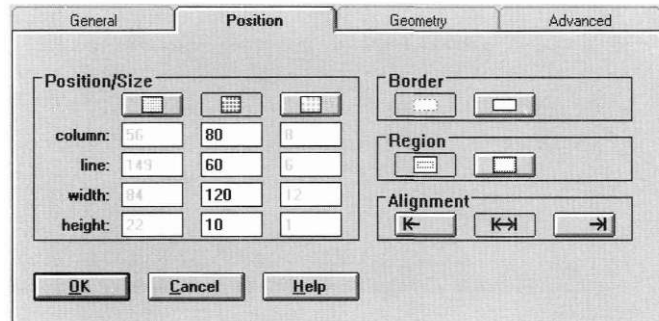 General Position Geometry Advanced
Position/Size
column: 56 80 8
line: 149 60 6
width: 84 120 12
height: 22 10 1
Border
Region
Alignment
OK Cancel Help